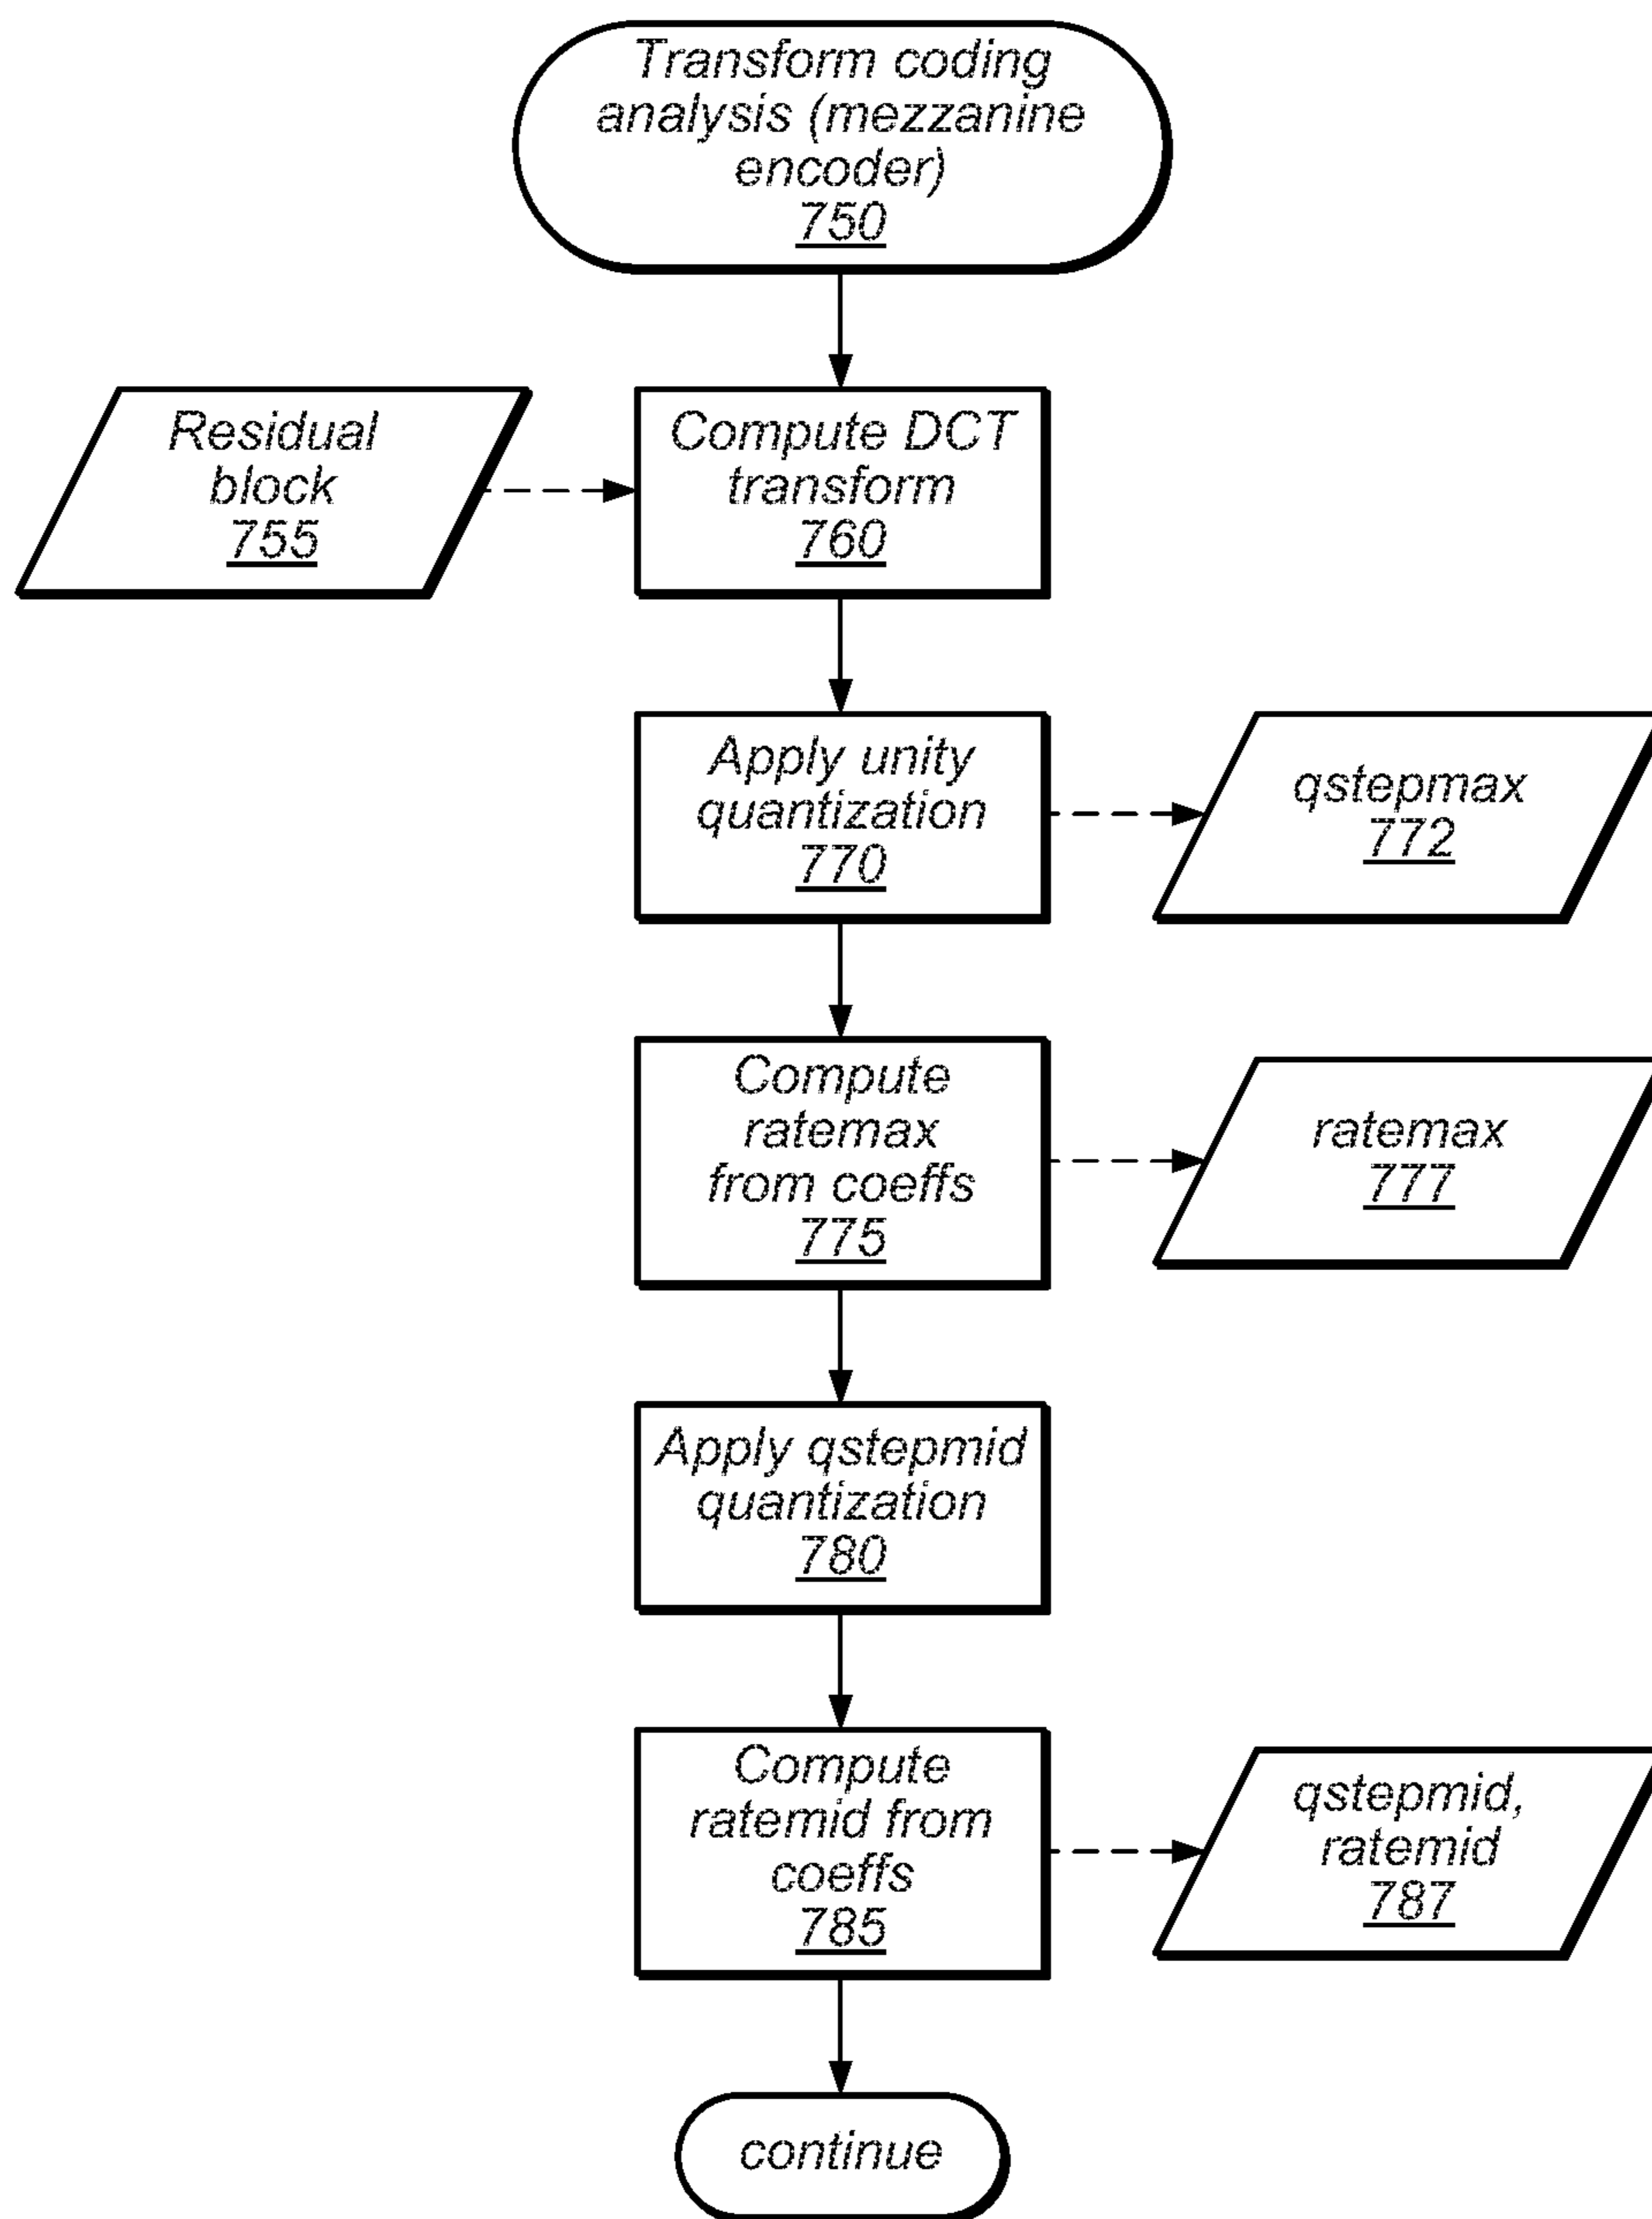 Transform coding
analysis (mezzanine
encoder)
750
Residual
block
755
Compute DCT
transform
760
Apply unity
quantization
770
qstepmax
772
Compute
ratemax
from coeffs
775
ratemax
777
Apply qstepmid
quantization
780
Compute
ratemid from
coeffs
785
qstepmid,
ratemid
787
continue